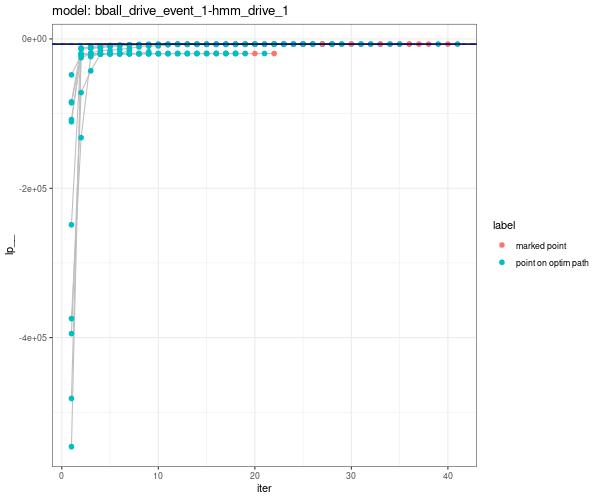 model: bball_drive_event_1-hmm_drive_1
0e+00
-2e+05
-4e+05
lp__
0
10
20
30
40
iter
label
marked point
point on optim path